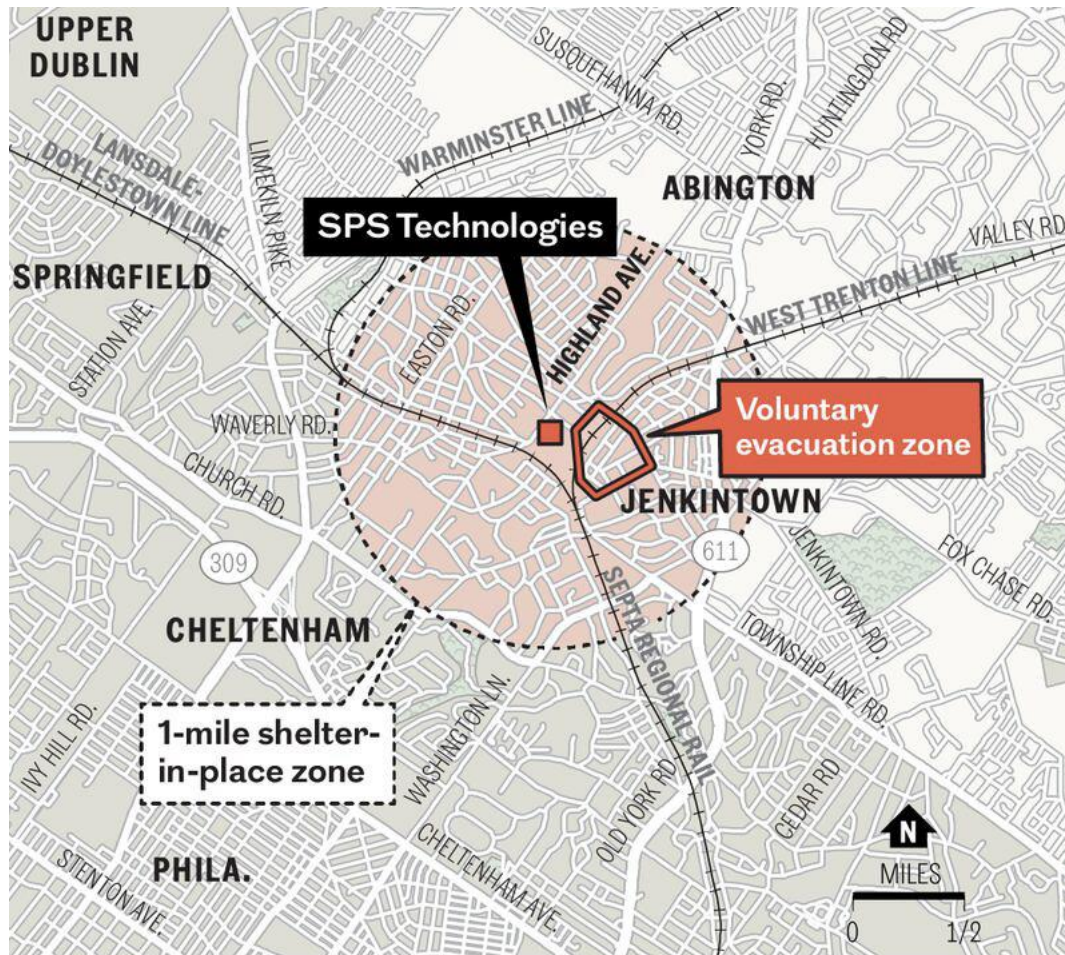 UPPER
DUBLIN
SUSQUEHANNA RD.
YORK RD.
HUNTINGDON RD
LANSDALE-
DOYLESTOWN LINE
LIMEKILN PIKE
WARMINSTER LINE
ABINGTON
SPS Technologies
VALLEY RD.
SPRINGFIELD
WEST TRENTON LINE
STATION AVE.
EASTON RD.
HIGHLAND AVE.
WAVERLY RD.
Voluntary
evacuation zone
CHURCH RD.
JENKINTOWN
309
611
JENKINTOWN RD.
FOX CHASE RD.
CHELTENHAM
SEPTA REGIONAL RAIL
TOWNSHIP LINE RD.
1-mile shelter-
in-place zone
IVY HILL RD.
WASHINGTON LN.
OLD YORK RD.
CEDAR RD
N
MILES
0 1/2
PHILA.
STENTON AVE.
CHELTENHAM AVE.